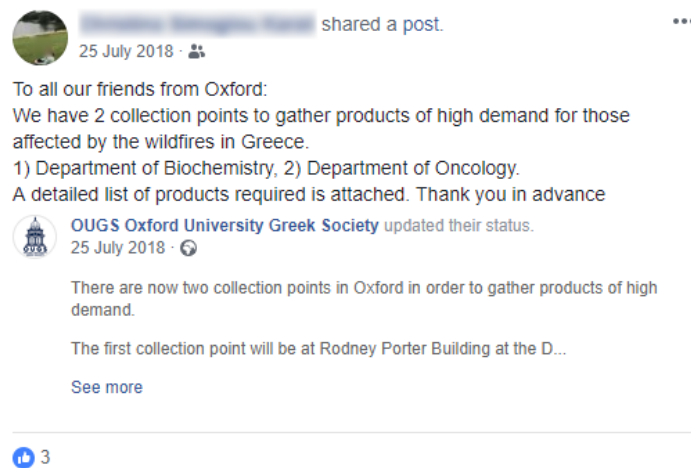 shared a post.
25 July 2018 ·
To all our friends from Oxford:
We have 2 collection points to gather products of high demand for those
affected by the wildfires in Greece.
1) Department of Biochemistry, 2) Department of Oncology.
A detailed list of products required is attached. Thank you in advance
OUGS Oxford University Greek Society updated their status.
25 July 2018 ·
There are now two collection points in Oxford in order to gather products of high
demand.
The first collection point will be at Rodney Porter Building at the D...
See more
3